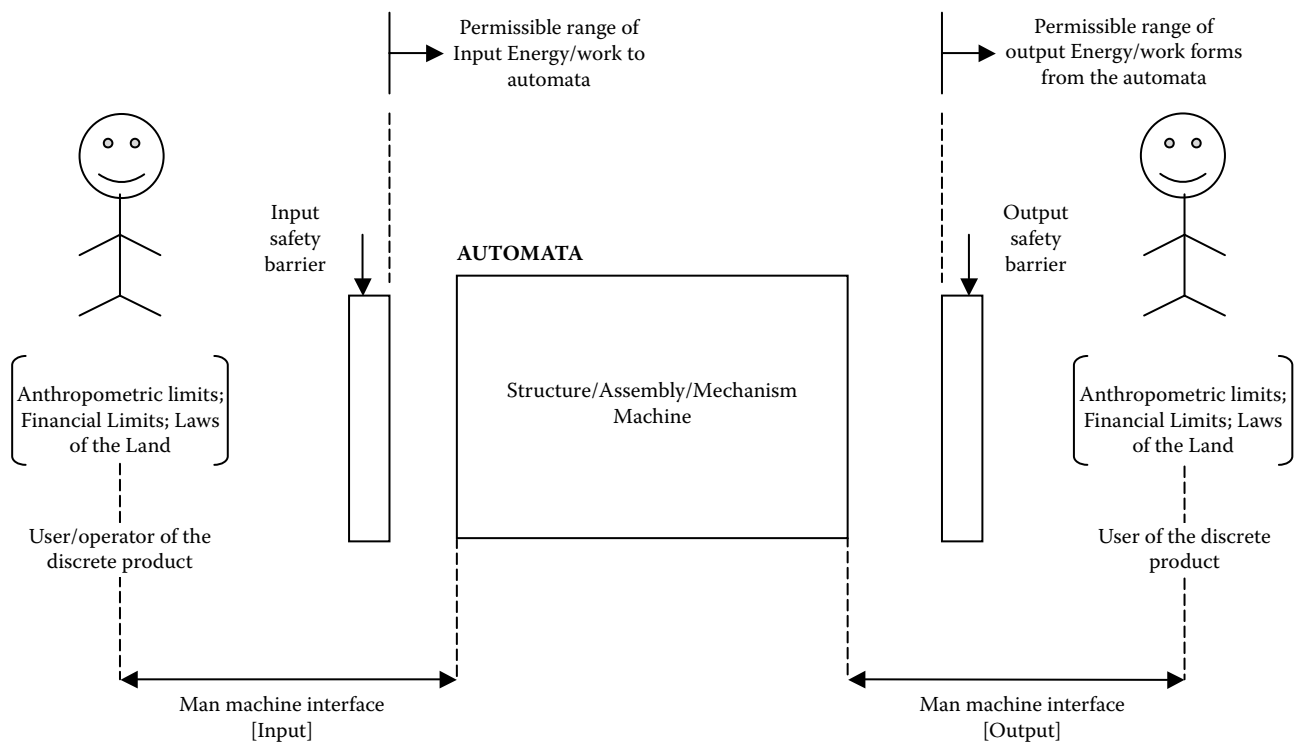 Permissible range of
Input Energy/work to
automata
Permissible range of
output Energy/work forms
from the automata
Input
safety
barrier
Output
safety
barrier
AUTOMATA
Structure/Assembly/Mechanism
Machine
Anthropometric limits;
Financial Limits; Laws
of the Land
Anthropometric limits;
Financial Limits; Laws
of the Land
User/operator of the
discrete product
User of the discrete
product
Man machine interface
[Input]
Man machine interface
[Output]